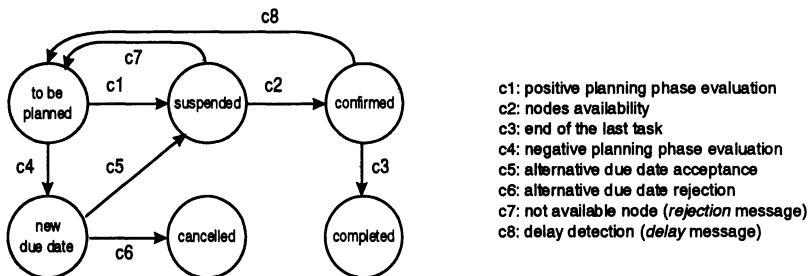 c8
c7
to be
planned
c1
suspended
c2
confirmed
c4
c5
c3
new
due date
c6
cancelled
completed
c1: positive planning phase evaluation
c2: nodes availability
c3: end of the last task
c4: negative planning phase evaluation
c5: alternative due date acceptance
c6: alternative due date rejection
c7: not available node (rejection message)
c8: delay detection (delay message)